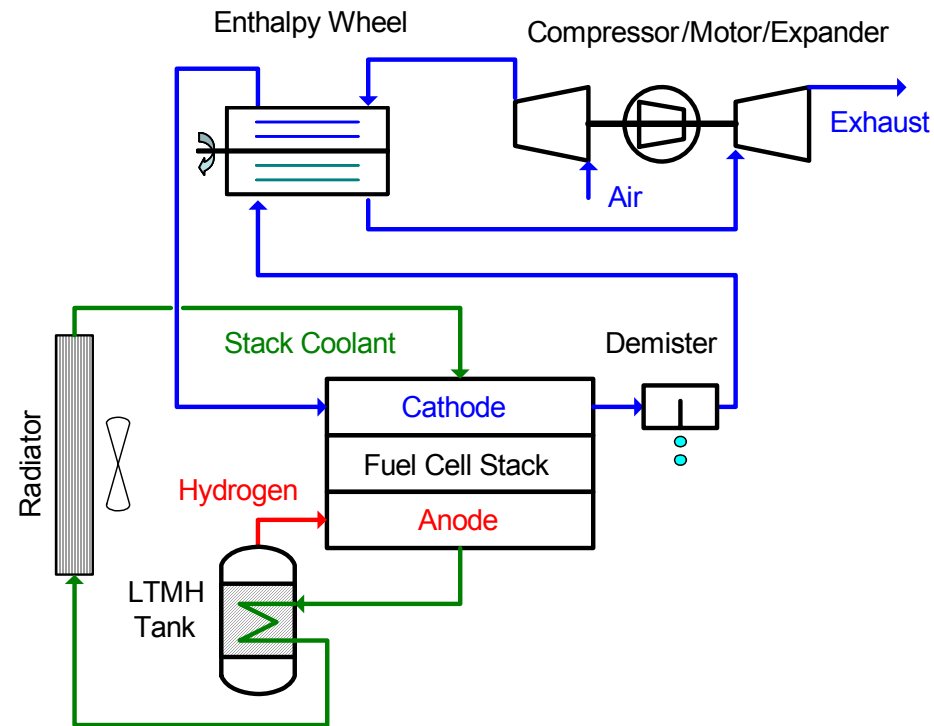 Enthalpy Wheel
Compressor/Motor/Expander
Exhaust
Air
Stack Coolant
Demister
Cathode
Radiator
Fuel Cell Stack
Hydrogen
Anode
LTMH
Tank